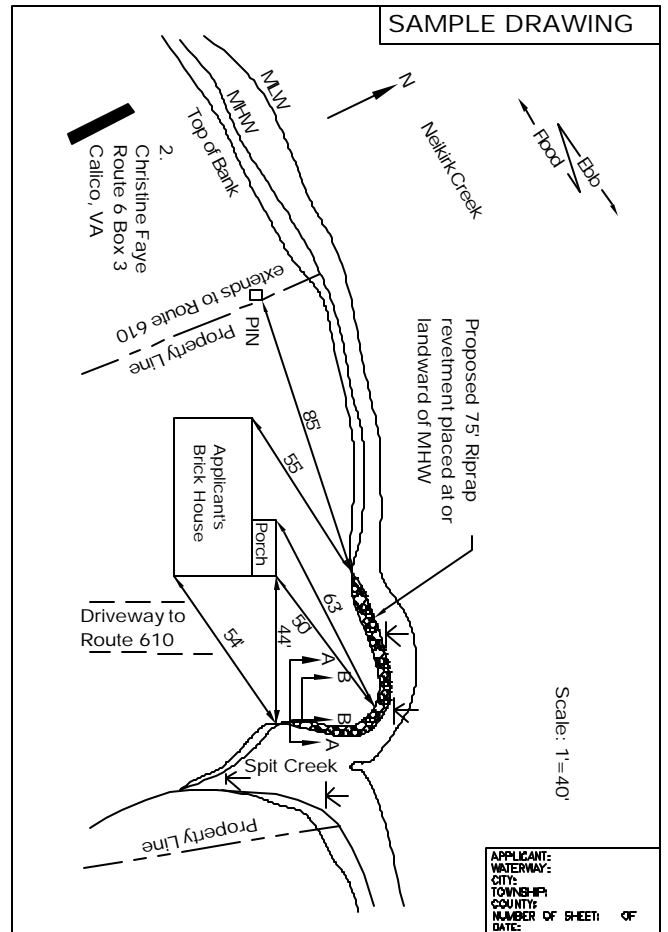 SAMPLE DRAWING
MLW
MHW
Top of Bank
N
Neikirk Creek
Flood
Ebb
2.
Christine Faye
Route 6 Box 3
Calico, VA
extends to Route 610
Property Line
PIN
Proposed 75' Riprap
revetment placed at or
landward of MHW
85'
55'
Applicant's
Brick House
Porch
63'
50'
54'
44'
Driveway to
Route 610
A
B
B
A
Spit Creek
Scale: 1'=40'
Property Line
APPLICANT:
WATERWAY:
CITY:
TOWNSHIP:
COUNTY:
NUMBER OF SHEET: OF
DATE: